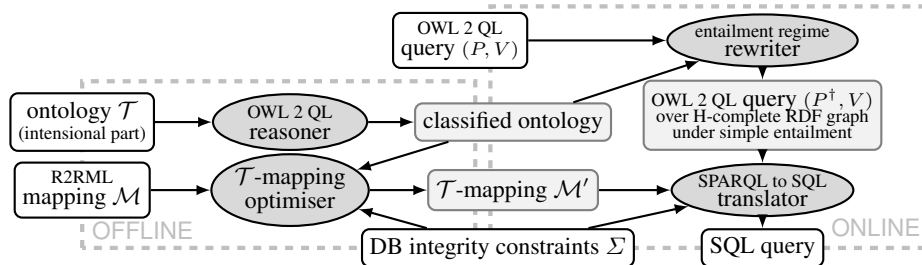 OWL 2 QL
query (P, V)
entailment regime
rewriter
ontology 𝒯
(intensional part)
OWL 2 QL
reasoner
classified ontology
OWL 2 QL query (P†, V)
over H-complete RDF graph
under simple entailment
R2RML
mapping ℳ
𝒯-mapping
optimiser
𝒯-mapping ℳ′
SPARQL to SQL
translator
OFFLINE
DB integrity constraints Σ
SQL query
ONLINE